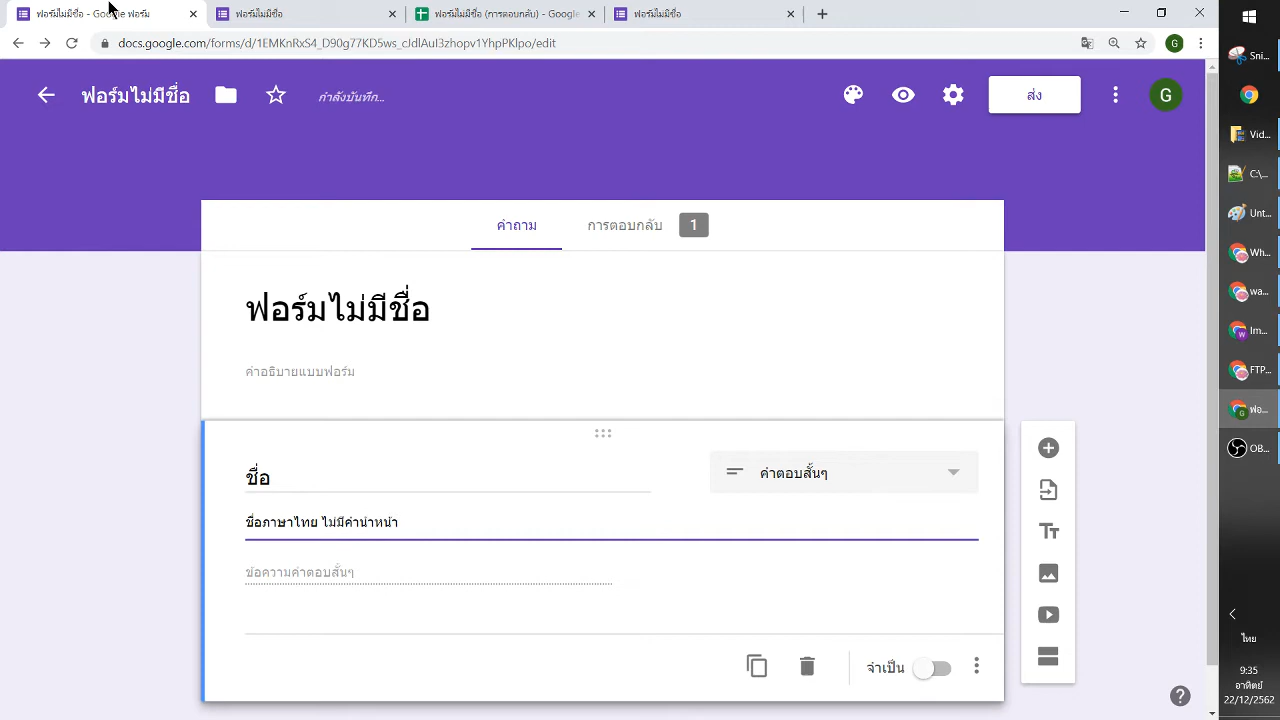 ฟอร์มไม่มีชื่อ - Google ฟอร์ม
ฟอร์มไม่มีชื่อ
ฟอร์มไม่มีชื่อ (การตอบกลับ) - Google
ฟอร์มไม่มีชื่อ
docs.google.com/forms/d/1EMKnRxS4_D90g77KD5ws_cJdlAuI3zhopv1YhpPKlpo/edit
G
ฟอร์มไม่มีชื่อ
กำลังบันทึก...
ส่ง
G
คำถาม
การตอบกลับ
1
ฟอร์มไม่มีชื่อ
คำอธิบายแบบฟอร์ม
ชื่อ
คำตอบสั้นๆ
ชื่อภาษาไทย ไม่มีคำนำหน้า
ข้อความคำตอบสั้นๆ
จำเป็น
Sni...
Vid...
C:\...
Unt...
Wh...
wa...
Im...
FTP...
ฟอ...
OB...
ไทย
9:35
อาทิตย์
22/12/2562